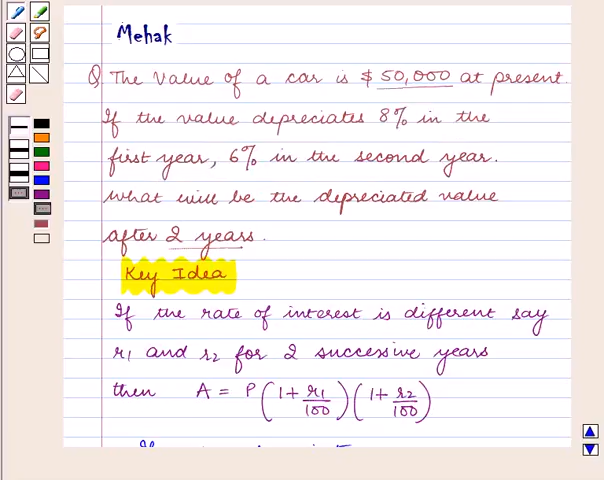 Mehak
Q. The value of a car is $ 50,000 at present.
If the value depreciates 8% in the
first year, 6% in the second year.
What will be the depreciated value
after 2 years.
Key Idea
If the rate of interest is different say
r1 and r2 for 2 successive years
then A = P (1 + r1/100) (1 + r2/100)